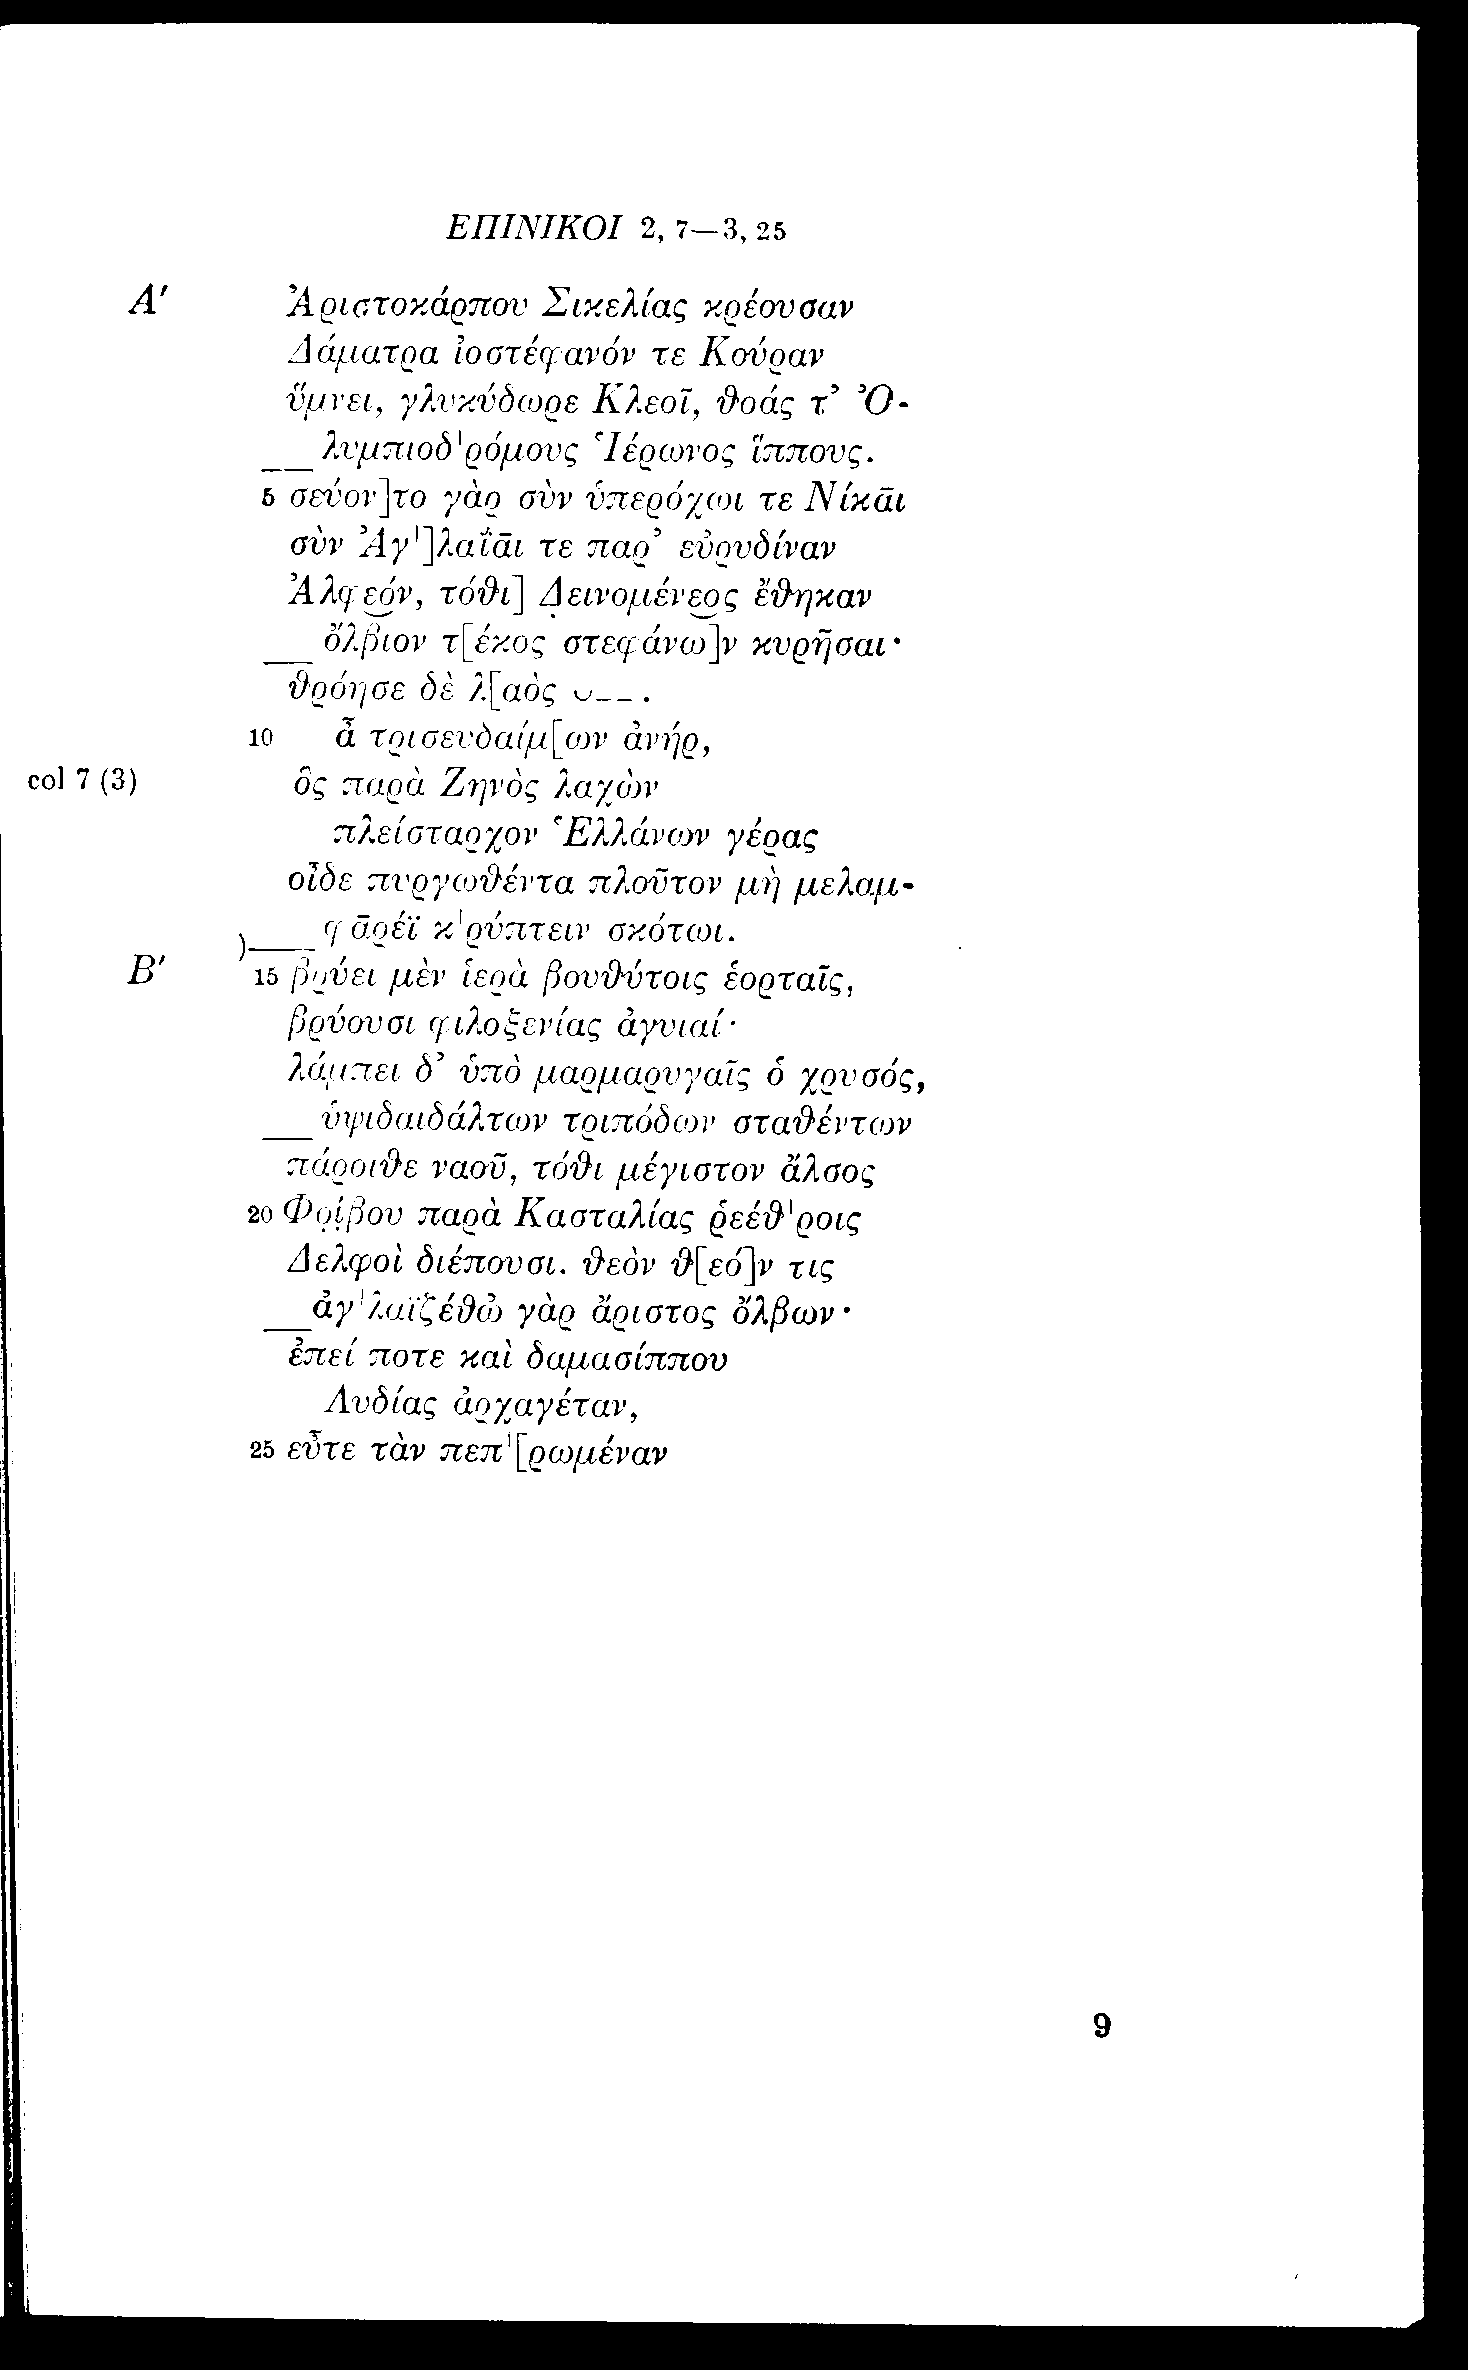 ΕΠΙΝΙΚΟΙ 2, 7—3, 25
Α′ Ἀριστοκάρπου Σικελίας κρέουσαν
Δάματρα ἰοστέφανόν τε Κούραν
ὕμνει, γλυκύδωρε Κλεοῖ, θοάς τ’ Ὀ-
λυμπιοδ'ρόμους Ἱέρωνος ἵππους.
5 σεύον]το γὰρ σὺν ὑπερόχωι τε Νίκᾱι
σὺν Ἀγ']λαΐᾱι τε παρ’ εὐρυδίναν
Ἀλφεόν, τόθι] Δεινομένεος ἔθηκαν
ὄλβιον τ[έκος στεφάνω]ν κυρῆσαι·
θρόησε δὲ λ[αὸς ⏑ – – .
10 ἆ τρισευδαίμ[ων ἀνήρ,
col 7 (3) ὃς παρὰ Ζηνὸς λαχὼν
πλείσταρχον Ἑλλάνων γέρας
οἶδε πυργωθέντα πλοῦτον μὴ μελαμ-
φᾱρέϊ κ'ρύπτειν σκότωι.
Β′ 15 βρύει μὲν ἱερὰ βουθύτοις ἑορταῖς,
βρύουσι φιλοξενίας ἀγυιαί·
λάμπει δ’ ὑπὸ μαρμαρυγαῖς ὁ χρυσός,
ὑψιδαιδάλτων τριπόδων σταθέντων
πάροιθε ναοῦ, τόθι μέγιστον ἄλσος
20 Φοίβου παρὰ Κασταλίας ῥεέθ'ροις
Δελφοὶ διέπουσι. θεὸν θ[εό]ν τις
ἀγ'λαϊζέθὠ γὰρ ἄριστος ὄλβων·
ἐπεί ποτε καὶ δαμασίππου
Λυδίας ἀρχαγέταν,
25 εὖτε τὰν πεπ'[ρωμέναν
9